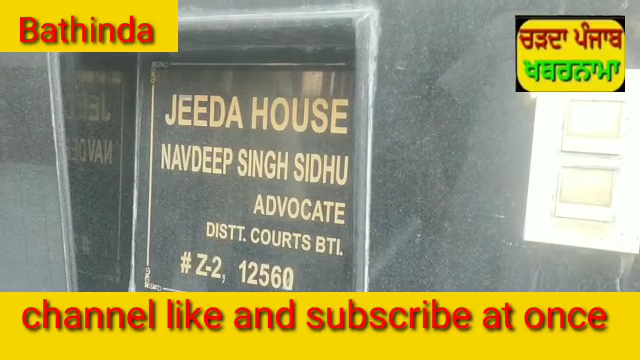 Bathinda
ਚੜਦਾ ਪੰਜਾਬ
ਖਬਰਨਾਮਾ
JEEDA HOUSE
NAVDEEP SINGH SIDHU
ADVOCATE
DISTT. COURTS BTI.
# Z-2, 12560
channel like and subscribe at once